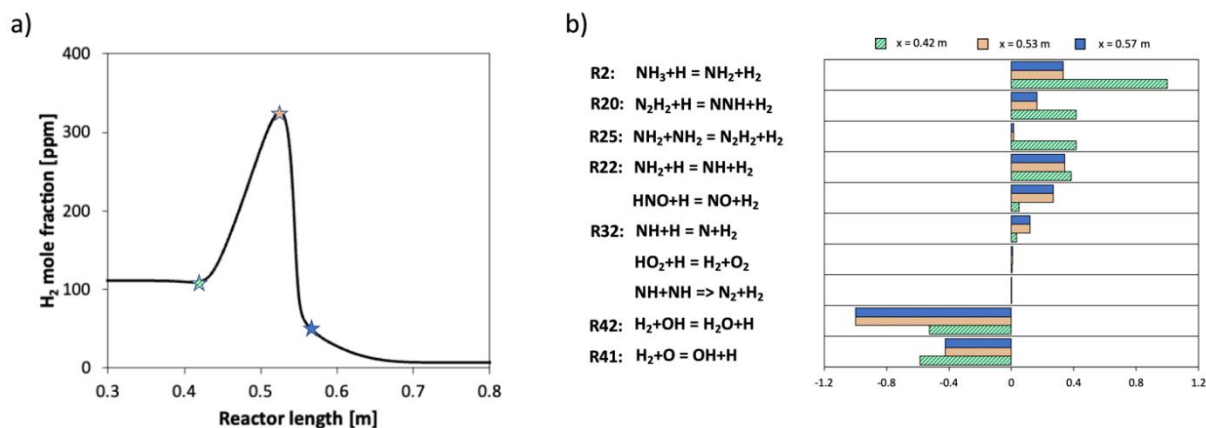 a)
400
300
200
100
0
H₂ mole fraction [ppm]
0.3 0.4 0.5 0.6 0.7 0.8
Reactor length [m]
b)
x = 0.42 m x = 0.53 m x = 0.57 m
R2: NH₃+H = NH₂+H₂
R20: N₂H₂+H = NNH+H₂
R25: NH₂+NH₂ = N₂H₂+H₂
R22: NH₂+H = NH+H₂
HNO+H = NO+H₂
R32: NH+H = N+H₂
HO₂+H = H₂+O₂
NH+NH => N₂+H₂
R42: H₂+OH = H₂O+H
R41: H₂+O = OH+H
-1.2 -0.8 -0.4 0 0.4 0.8 1.2